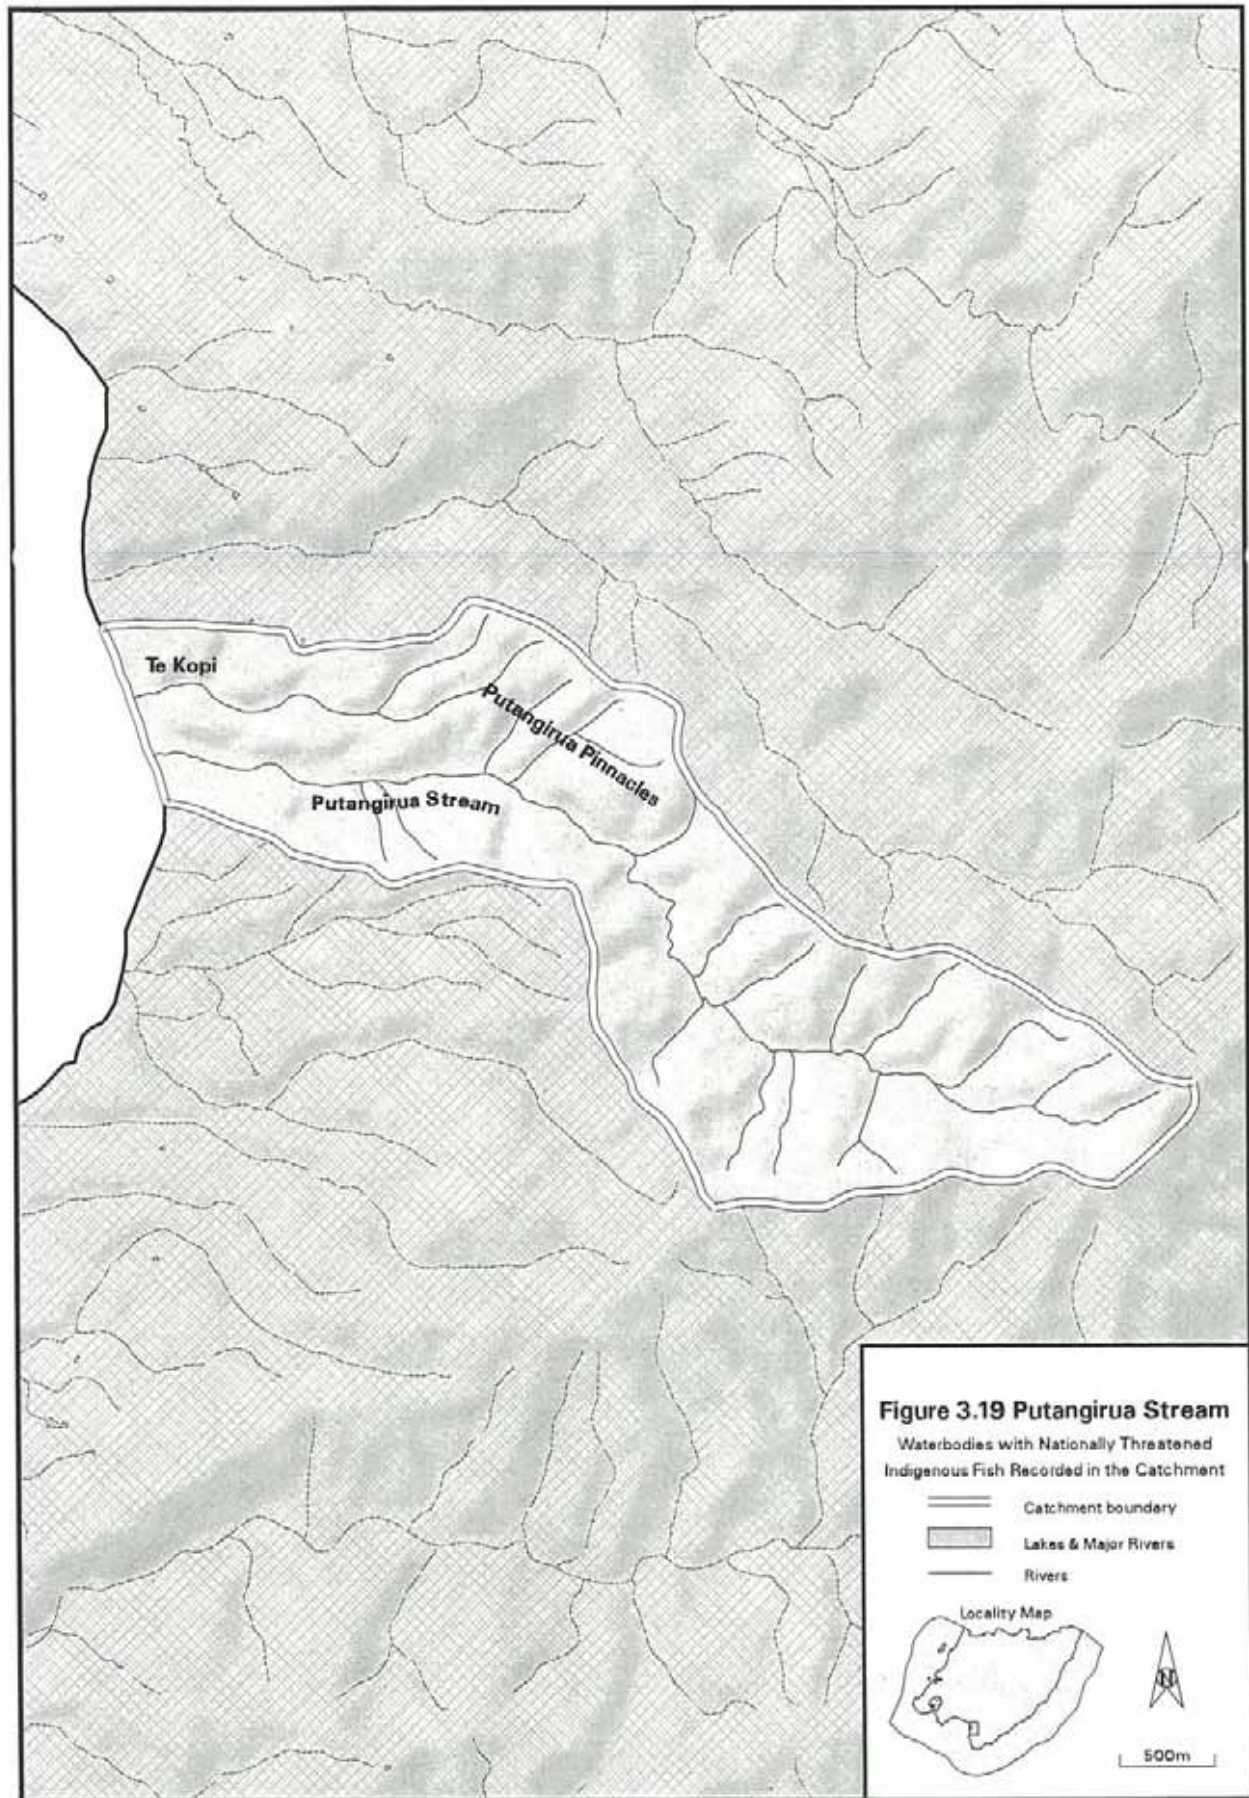 Te Kopi
Putangirua Pinnacles
Putangirua Stream
Figure 3.19 Putangirua Stream
Waterbodies with Nationally Threatened
Indigenous Fish Recorded in the Catchment
Catchment boundary
Lakes & Major Rivers
Rivers
Locality Map
N
500m